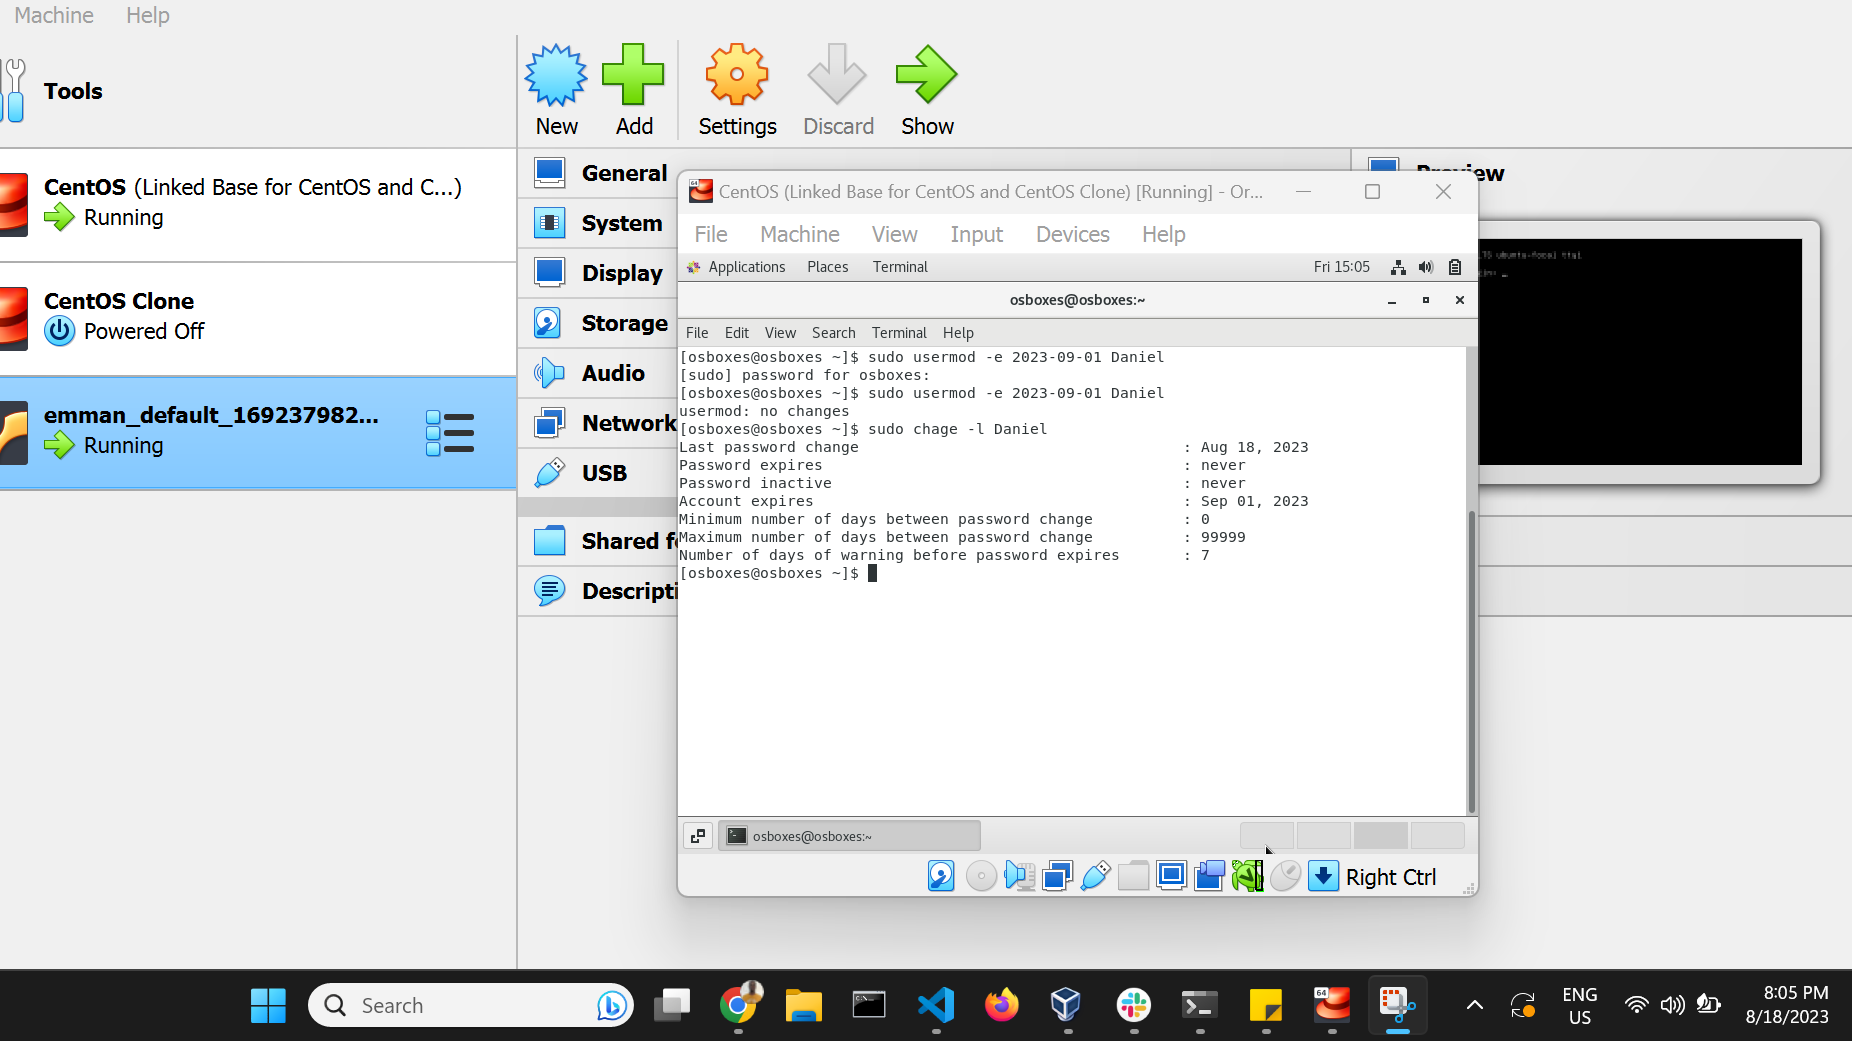 Machine Help
Tools
New Add Settings Discard Show
CentOS (Linked Base for CentOS and C...)
Running
CentOS Clone
Powered Off
emman_default_169237982...
Running
General
System
Display
Storage
Audio
Network
USB
Shared f
Descripti
Preview
CentOS (Linked Base for CentOS and CentOS Clone) [Running] - Or...
File Machine View Input Devices Help
Applications Places Terminal Fri 15:05
osboxes@osboxes:~
File Edit View Search Terminal Help
[osboxes@osboxes ~]$ sudo usermod -e 2023-09-01 Daniel
[sudo] password for osboxes:
[osboxes@osboxes ~]$ sudo usermod -e 2023-09-01 Daniel
usermod: no changes
[osboxes@osboxes ~]$ sudo chage -l Daniel
Last password change : Aug 18, 2023
Password expires : never
Password inactive : never
Account expires : Sep 01, 2023
Minimum number of days between password change : 0
Maximum number of days between password change : 99999
Number of days of warning before password expires : 7
[osboxes@osboxes ~]$
osboxes@osboxes:~
Right Ctrl
Search
ENG
US
8:05 PM
8/18/2023